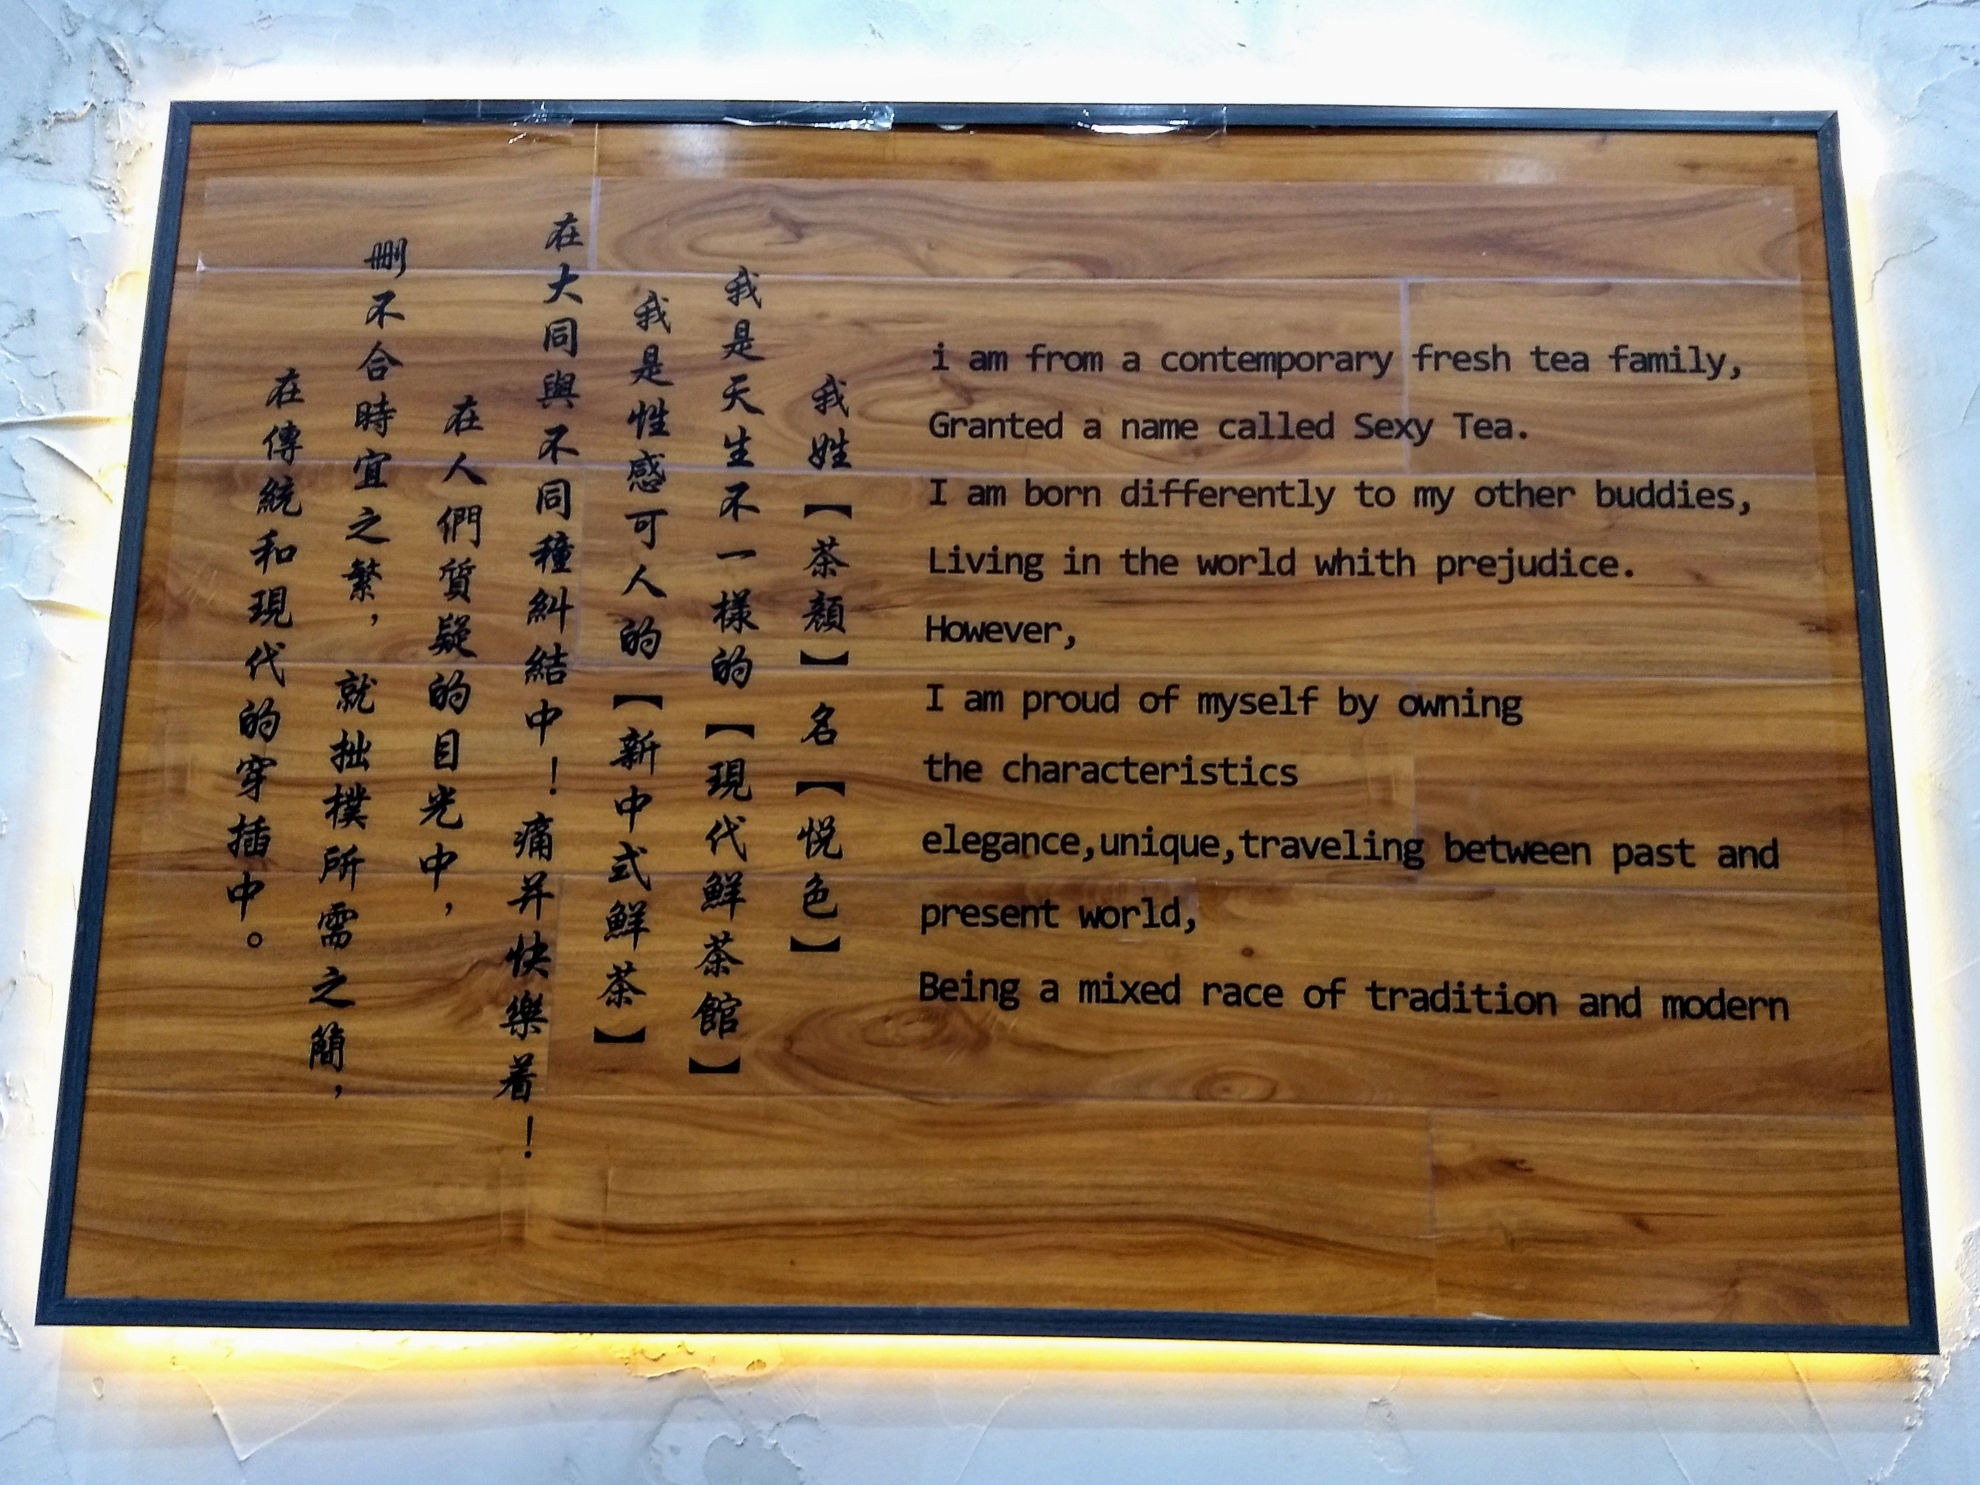 我姓【茶顏】名【悦色】
我是天生不一樣的【現代鮮茶館】
我是性感可人的【新中式鮮茶】
在大同與不同種糾結中！痛并快樂着！
在人們質疑的目光中，
删不合時宜之繁，就拙樸所需之簡，
在傳統和現代的穿插中。
i am from a contemporary fresh tea family,
Granted a name called Sexy Tea.
I am born differently to my other buddies,
Living in the world whith prejudice.
However,
I am proud of myself by owning
the characteristics
elegance,unique,traveling between past and
present world,
Being a mixed race of tradition and modern